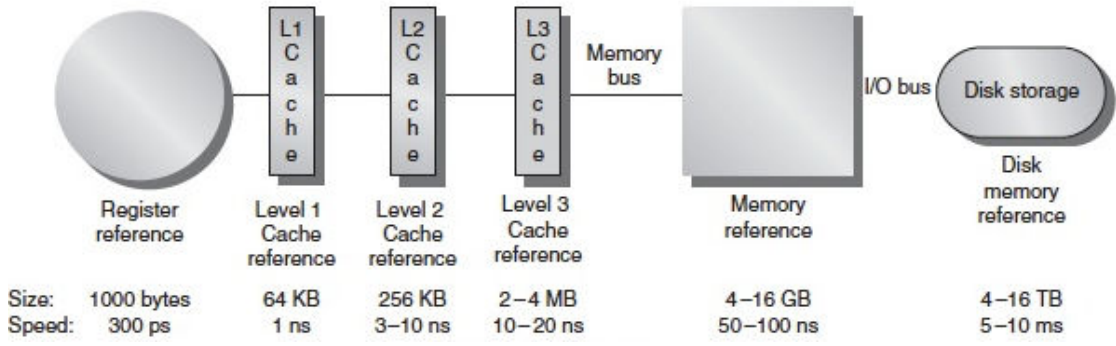 L1
C
a
c
h
e
L2
C
a
c
h
e
L3
C
a
c
h
e
Memory
bus
I/O bus
Disk storage
Register
reference
Level 1
Cache
reference
Level 2
Cache
reference
Level 3
Cache
reference
Memory
reference
Disk
memory
reference
Size: 1000 bytes 64 KB 256 KB 2–4 MB 4–16 GB 4–16 TB
Speed: 300 ps 1 ns 3–10 ns 10–20 ns 50–100 ns 5–10 ms